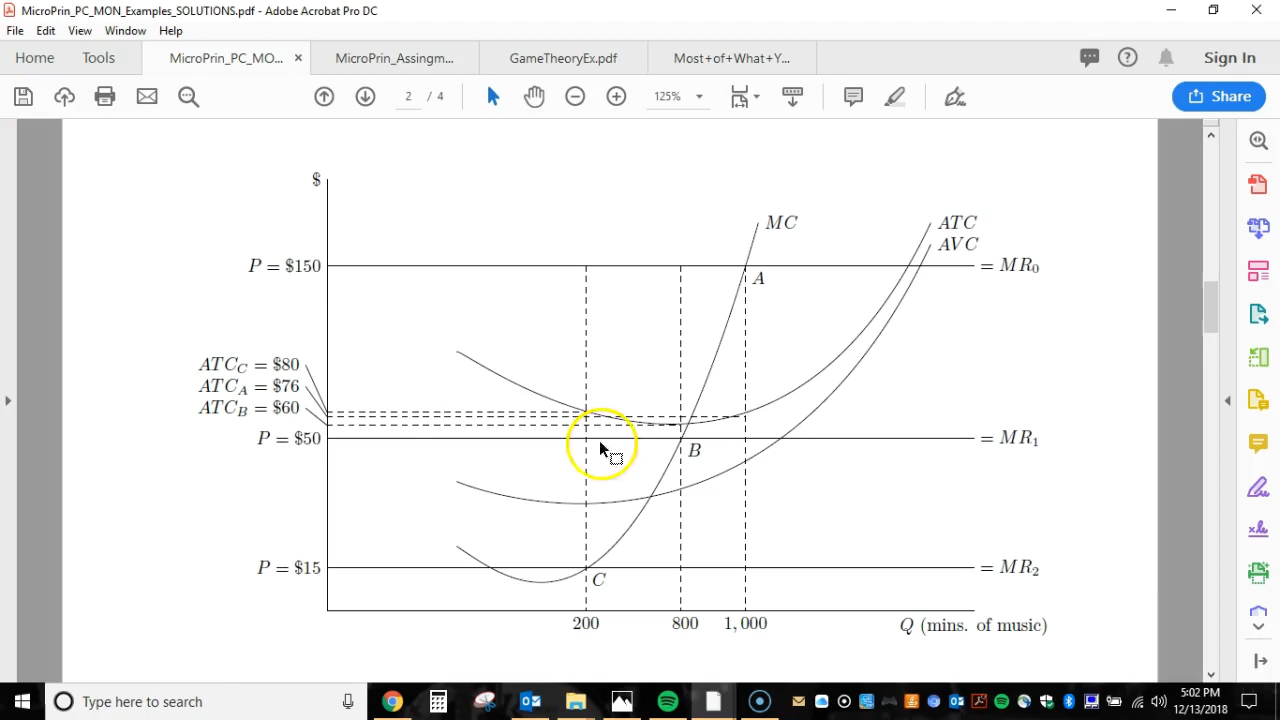 MicroPrin_PC_MON_Examples_SOLUTIONS.pdf - Adobe Acrobat Pro DC
File Edit View Window Help
Home Tools MicroPrin_PC_MO... × MicroPrin_Assingm... GameTheoryEx.pdf Most+of+What+Y... Sign In
2 / 4 125% Share
$
MC ATC
AVC
P = $150 = MR₀
A
ATC_C = $80
ATC_A = $76
ATC_B = $60
P = $50 = MR₁
B
P = $15 = MR₂
C
200 800 1,000 Q (mins. of music)
Type here to search
5:02 PM
12/13/2018